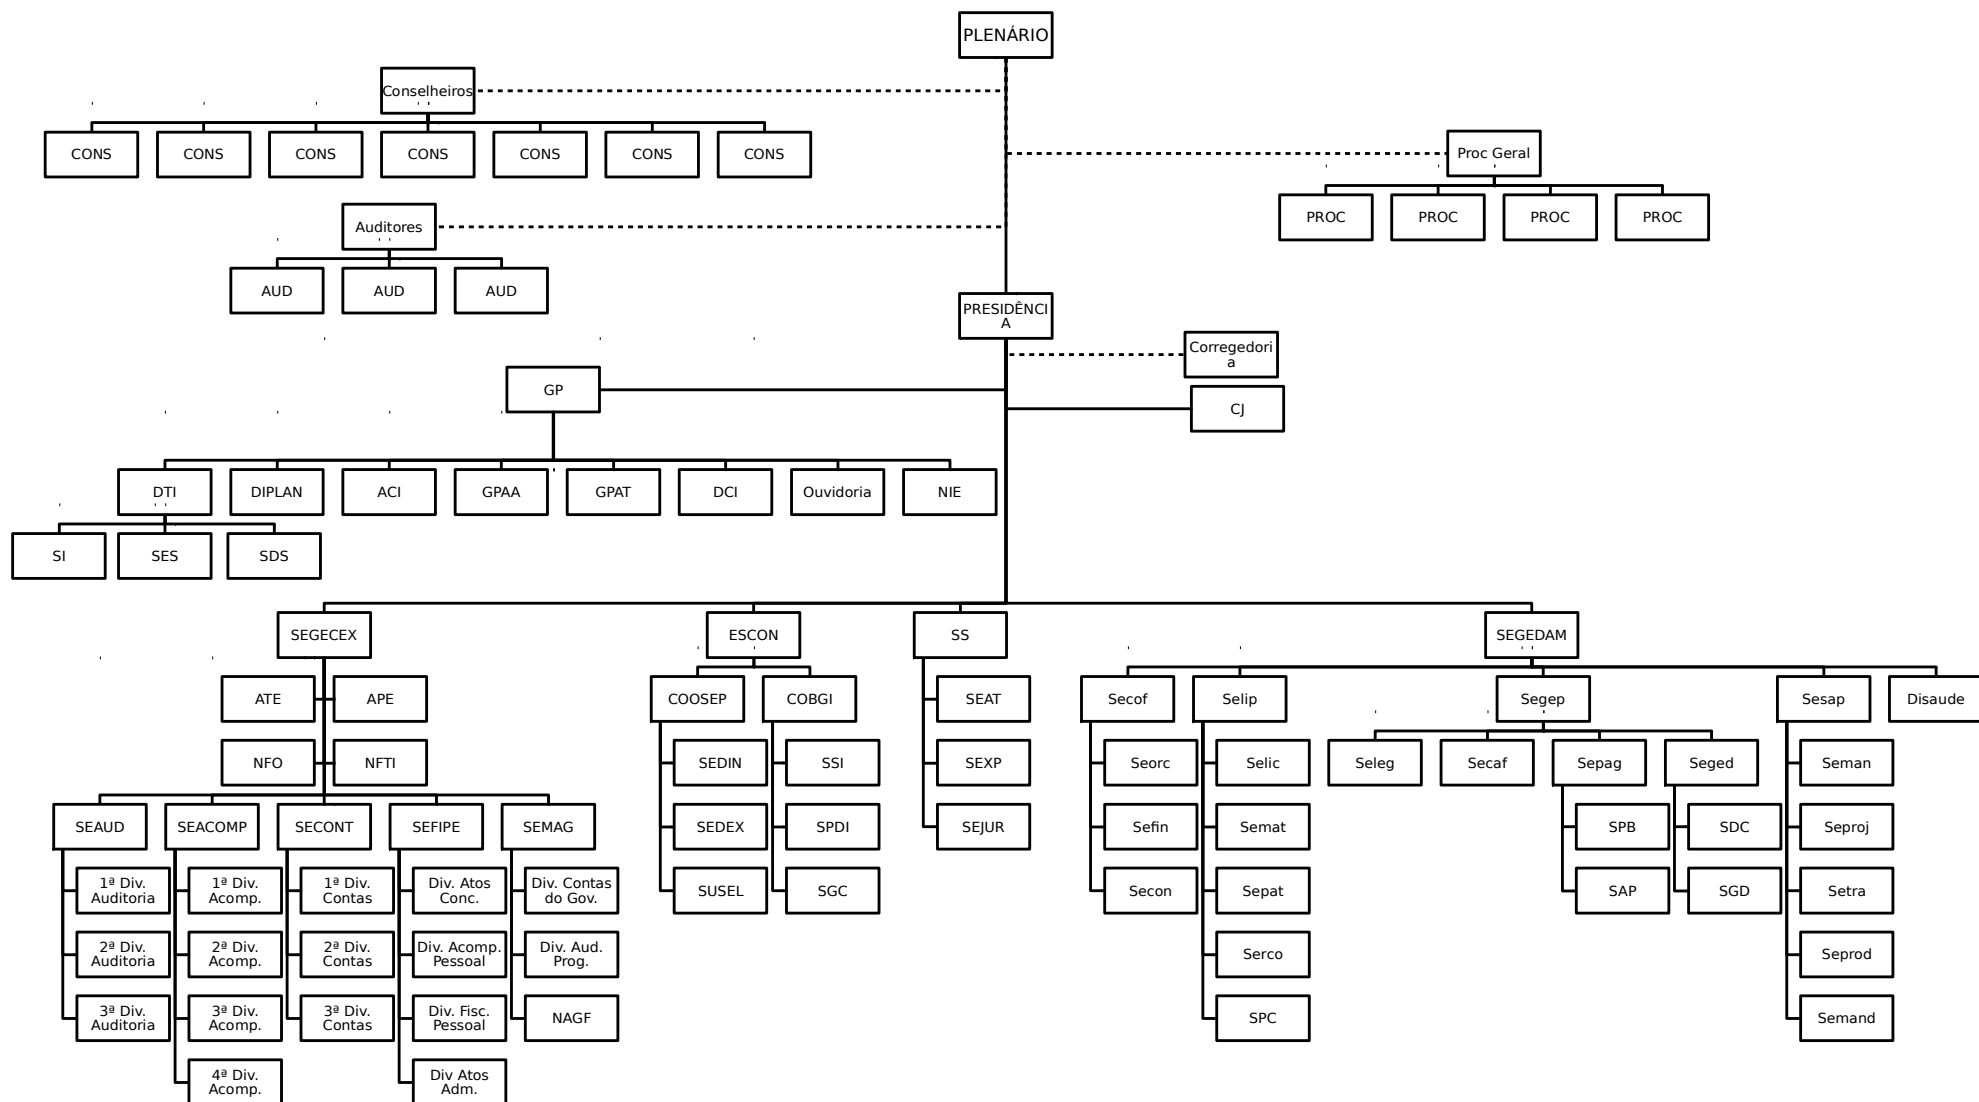 PLENÁRIO
Conselheiros
CONS
CONS
CONS
CONS
CONS
CONS
CONS
Proc Geral
PROC
PROC
PROC
PROC
Auditores
AUD
AUD
AUD
PRESIDÊNCI
A
Corregedori
a
GP
CJ
DTI
DIPLAN
ACI
GPAA
GPAT
DCI
Ouvidoria
NIE
SI
SES
SDS
SEGECEX
ESCON
SS
SEGEDAM
ATE
APE
NFO
NFTI
SEAUD
SEACOMP
SECONT
SEFIPE
SEMAG
1ª Div.
Auditoria
2ª Div.
Auditoria
3ª Div.
Auditoria
1ª Div.
Acomp.
2ª Div.
Acomp.
3ª Div.
Acomp.
4ª Div.
Acomp.
1ª Div.
Contas
2ª Div.
Contas
3ª Div.
Contas
Div. Atos
Conc.
Div. Acomp.
Pessoal
Div. Fisc.
Pessoal
Div Atos
Adm.
Div. Contas
do Gov.
Div. Aud.
Prog.
NAGF
COOSEP
COBGI
SEDIN
SEDEX
SUSEL
SSI
SPDI
SGC
SEAT
SEXP
SEJUR
Secof
Selip
Segep
Sesap
Disaude
Seorc
Sefin
Secon
Selic
Semat
Sepat
Serco
SPC
Seleg
Secaf
Sepag
Seged
SPB
SAP
SDC
SGD
Seman
Seproj
Setra
Seprod
Semand